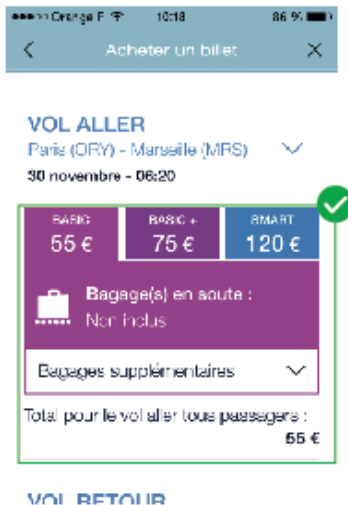 Orange F 10:18 86 %
Acheter un billet
VOL ALLER
Paris (ORY) - Marseille (MRS)
30 novembre - 06:20
BASIC BASIC + SMART
55 € 75 € 120 €
Bagage(s) en soute :
Non inclus
Bagages supplémentaires
Total pour le vol aller tous passagers :
55 €
VOL RETOUR